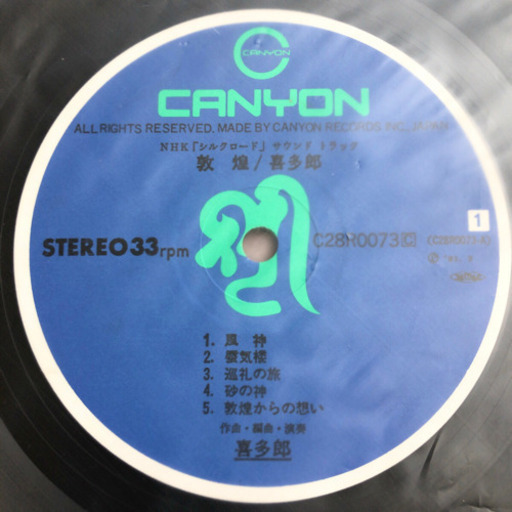 CANYON
CANYON
ALL RIGHTS RESERVED. MADE BY CANYON RECORDS INC., JAPAN
NHK「シルクロード」サウンド トラック
敦 煌/喜多郎
1
STEREO 33rpm
C28R0073 C
(C28R0073-A)
1. 風 神
2. 蜃気楼
3. 巡礼の旅
4. 砂の神
5. 敦煌からの想い
作曲・編曲・演奏
喜多郎